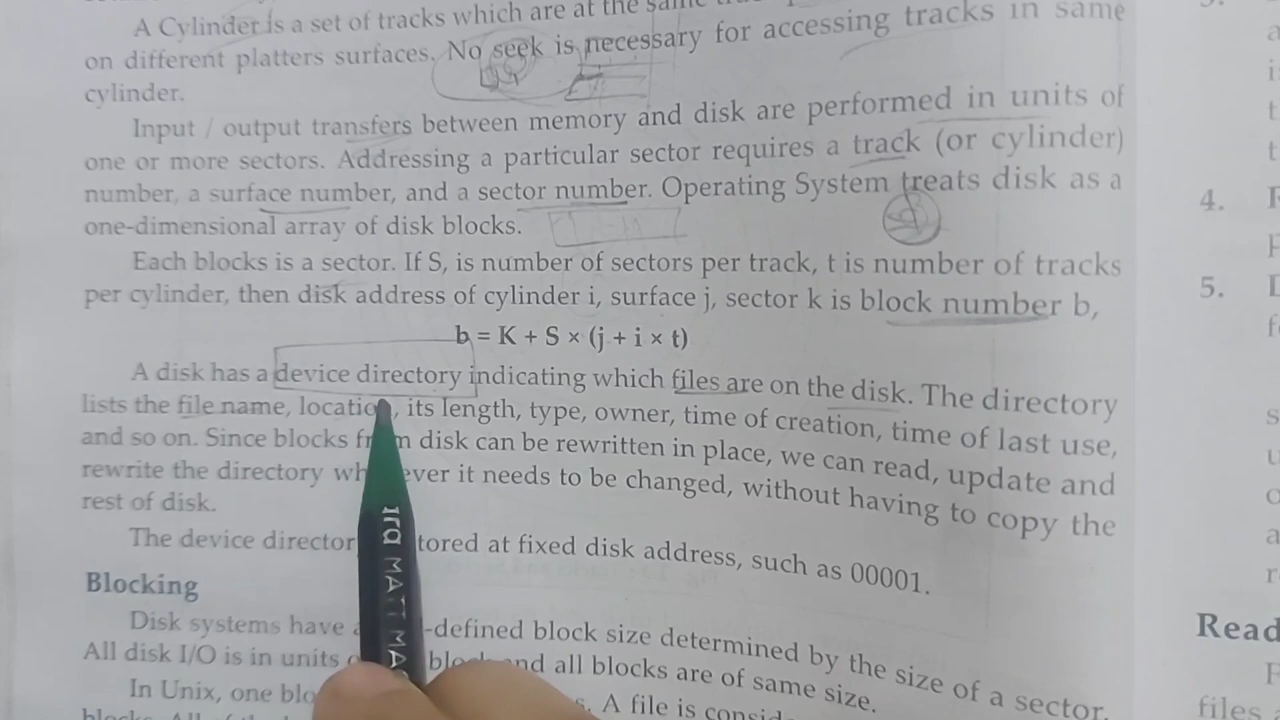 A Cylinder is a set of tracks which are at the same
on different platters surfaces. No seek is necessary for accessing tracks in same
cylinder.
Input / output transfers between memory and disk are performed in units of
one or more sectors. Addressing a particular sector requires a track (or cylinder)
number, a surface number, and a sector number. Operating System treats disk as a
one-dimensional array of disk blocks.
Each blocks is a sector. If S, is number of sectors per track, t is number of tracks
per cylinder, then disk address of cylinder i, surface j, sector k is block number b,
b = K + S × (j + i × t)
A disk has a device directory indicating which files are on the disk. The directory
lists the file name, location, its length, type, owner, time of creation, time of last use,
and so on. Since blocks disk can be rewritten in place, we can read, update and
rewrite the directory it needs to be changed, without having to copy the
rest of disk.
The device at fixed disk address, such as 00001.
Blocking
Disk systems have -defined block size determined by the size of a sector.
All disk I/O is in units and all blocks are of same size.
In Unix, one
A file is
4.
5.
Read
files
MATT